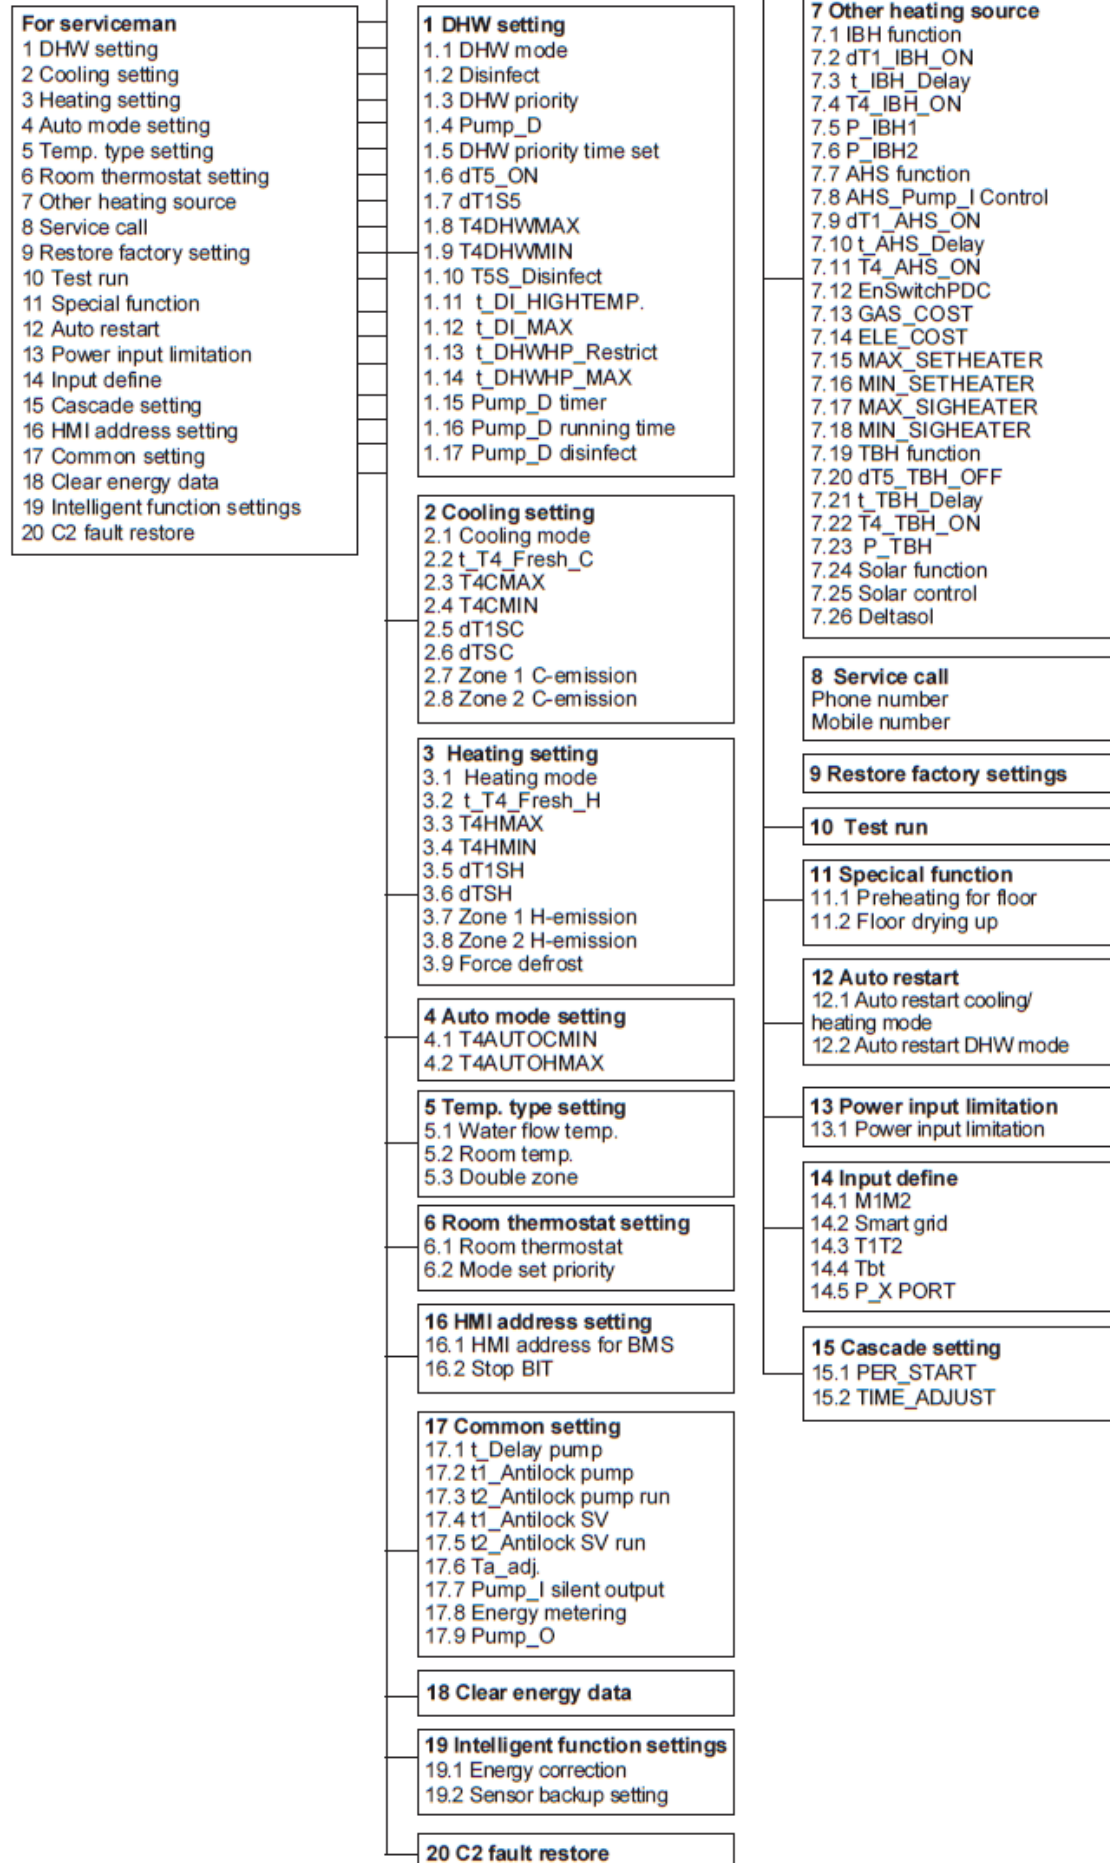 For serviceman
1 DHW setting
2 Cooling setting
3 Heating setting
4 Auto mode setting
5 Temp. type setting
6 Room thermostat setting
7 Other heating source
8 Service call
9 Restore factory setting
10 Test run
11 Special function
12 Auto restart
13 Power input limitation
14 Input define
15 Cascade setting
16 HMI address setting
17 Common setting
18 Clear energy data
19 Intelligent function settings
20 C2 fault restore
1 DHW setting
1.1 DHW mode
1.2 Disinfect
1.3 DHW priority
1.4 Pump_D
1.5 DHW priority time set
1.6 dT5_ON
1.7 dT1S5
1.8 T4DHWMAX
1.9 T4DHWMIN
1.10 T5S_Disinfect
1.11 t_DI_HIGHTEMP.
1.12 t_DI_MAX
1.13 t_DHWHP_Restrict
1.14 t_DHWHP_MAX
1.15 Pump_D timer
1.16 Pump_D running time
1.17 Pump_D disinfect
2 Cooling setting
2.1 Cooling mode
2.2 t_T4_Fresh_C
2.3 T4CMAX
2.4 T4CMIN
2.5 dT1SC
2.6 dTSC
2.7 Zone 1 C-emission
2.8 Zone 2 C-emission
3 Heating setting
3.1 Heating mode
3.2 t_T4_Fresh_H
3.3 T4HMAX
3.4 T4HMIN
3.5 dT1SH
3.6 dTSH
3.7 Zone 1 H-emission
3.8 Zone 2 H-emission
3.9 Force defrost
4 Auto mode setting
4.1 T4AUTOCMIN
4.2 T4AUTOHMAX
5 Temp. type setting
5.1 Water flow temp.
5.2 Room temp.
5.3 Double zone
6 Room thermostat setting
6.1 Room thermostat
6.2 Mode set priority
16 HMI address setting
16.1 HMI address for BMS
16.2 Stop BIT
17 Common setting
17.1 t_Delay pump
17.2 t1_Antilock pump
17.3 t2_Antilock pump run
17.4 t1_Antilock SV
17.5 t2_Antilock SV run
17.6 Ta_adj.
17.7 Pump_I silent output
17.8 Energy metering
17.9 Pump_O
18 Clear energy data
19 Intelligent function settings
19.1 Energy correction
19.2 Sensor backup setting
20 C2 fault restore
7 Other heating source
7.1 IBH function
7.2 dT1_IBH_ON
7.3 t_IBH_Delay
7.4 T4_IBH_ON
7.5 P_IBH1
7.6 P_IBH2
7.7 AHS function
7.8 AHS_Pump_I Control
7.9 dT1_AHS_ON
7.10 t_AHS_Delay
7.11 T4_AHS_ON
7.12 EnSwitchPDC
7.13 GAS_COST
7.14 ELE_COST
7.15 MAX_SETHEATER
7.16 MIN_SETHEATER
7.17 MAX_SIGHEATER
7.18 MIN_SIGHEATER
7.19 TBH function
7.20 dT5_TBH_OFF
7.21 t_TBH_Delay
7.22 T4_TBH_ON
7.23 P_TBH
7.24 Solar function
7.25 Solar control
7.26 Deltasol
8 Service call
Phone number
Mobile number
9 Restore factory settings
10 Test run
11 Specical function
11.1 Preheating for floor
11.2 Floor drying up
12 Auto restart
12.1 Auto restart cooling/
heating mode
12.2 Auto restart DHW mode
13 Power input limitation
13.1 Power input limitation
14 Input define
14.1 M1M2
14.2 Smart grid
14.3 T1T2
14.4 Tbt
14.5 P_X PORT
15 Cascade setting
15.1 PER_START
15.2 TIME_ADJUST